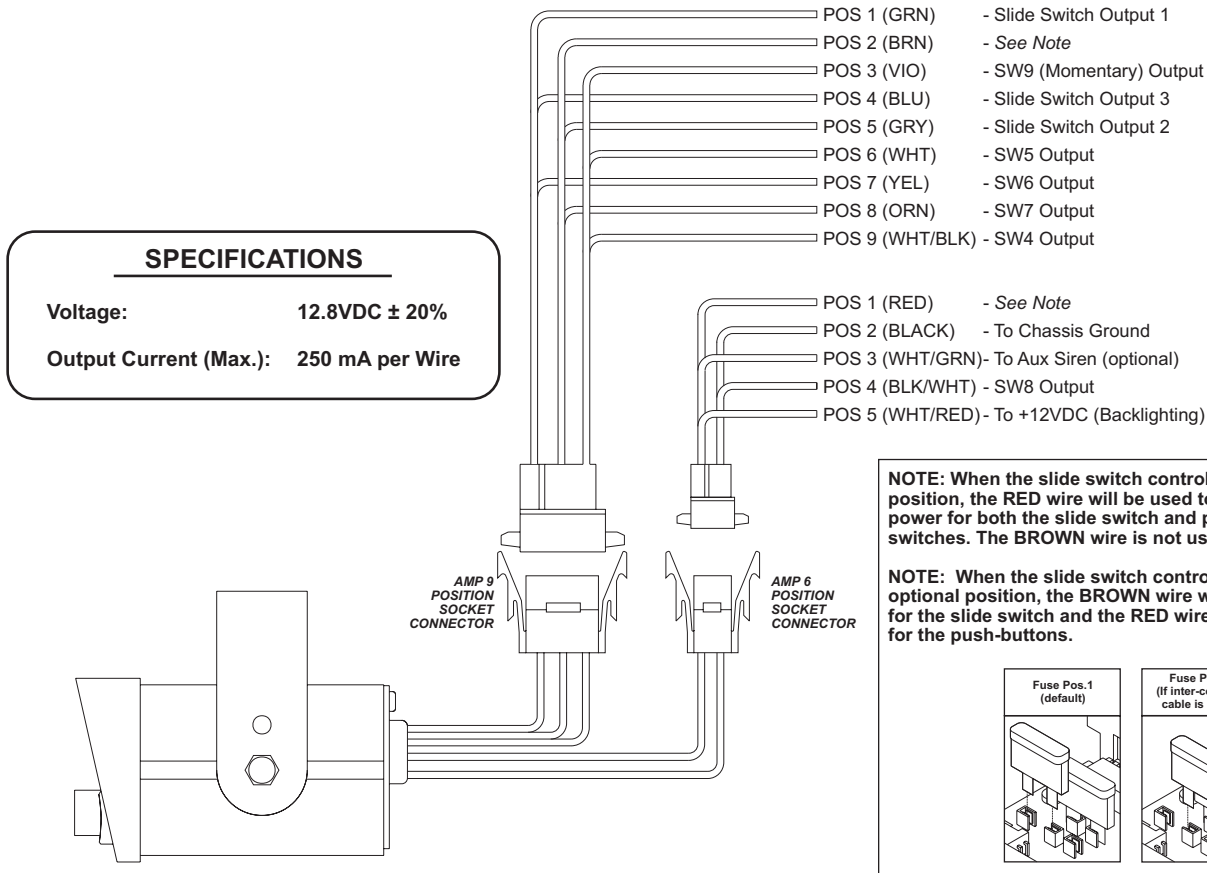 POS 1 (GRN) - Slide Switch Output 1
POS 2 (BRN) - See Note
POS 3 (VIO) - SW9 (Momentary) Output
POS 4 (BLU) - Slide Switch Output 3
POS 5 (GRY) - Slide Switch Output 2
POS 6 (WHT) - SW5 Output
POS 7 (YEL) - SW6 Output
POS 8 (ORN) - SW7 Output
POS 9 (WHT/BLK) - SW4 Output
SPECIFICATIONS
Voltage: 12.8VDC ± 20%
Output Current (Max.): 250 mA per Wire
POS 1 (RED) - See Note
POS 2 (BLACK) - To Chassis Ground
POS 3 (WHT/GRN)- To Aux Siren (optional)
POS 4 (BLK/WHT) - SW8 Output
POS 5 (WHT/RED)- To +12VDC (Backlighting)
AMP 9
POSITION
SOCKET
CONNECTOR
AMP 6
POSITION
SOCKET
CONNECTOR
NOTE: When the slide switch control
position, the RED wire will be used to
power for both the slide switch and p
switches. The BROWN wire is not us
NOTE: When the slide switch contro
optional position, the BROWN wire w
for the slide switch and the RED wire
for the push-buttons.
Fuse Pos.1
(default)
Fuse P
(If inter-co
cable is